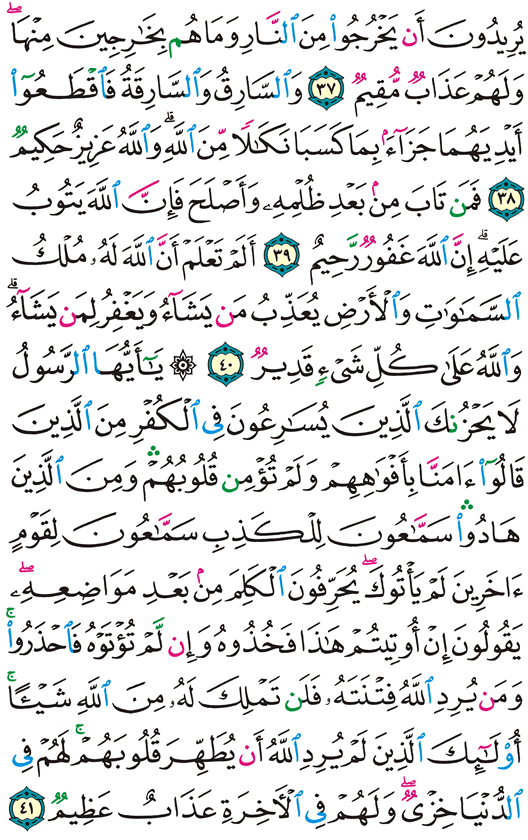 يُرِيدُونَ أَن يَخْرُجُوا۟ مِنَ ٱلنَّارِ وَمَا هُم بِخَٰرِجِينَ مِنْهَا ۖ
وَلَهُمْ عَذَابٌ مُّقِيمٌ ٣٧ وَٱلسَّارِقُ وَٱلسَّارِقَةُ فَٱقْطَعُوٓا۟
أَيْدِيَهُمَا جَزَآءًۢ بِمَا كَسَبَا نَكَٰلًا مِّنَ ٱللَّهِ ۗ وَٱللَّهُ عَزِيزٌ حَكِيمٌ
٣٨ فَمَن تَابَ مِنۢ بَعْدِ ظُلْمِهِۦ وَأَصْلَحَ فَإِنَّ ٱللَّهَ يَتُوبُ
عَلَيْهِ ۗ إِنَّ ٱللَّهَ غَفُورٌ رَّحِيمٌ ٣٩ أَلَمْ تَعْلَمْ أَنَّ ٱللَّهَ لَهُۥ مُلْكُ
ٱلسَّمَٰوَٰتِ وَٱلْأَرْضِ يُعَذِّبُ مَن يَشَآءُ وَيَغْفِرُ لِمَن يَشَآءُ ۗ
وَٱللَّهُ عَلَىٰ كُلِّ شَىْءٍ قَدِيرٌ ٤٠ ۞ يَٰٓأَيُّهَا ٱلرَّسُولُ
لَا يَحْزُنكَ ٱلَّذِينَ يُسَٰرِعُونَ فِى ٱلْكُفْرِ مِنَ ٱلَّذِينَ
قَالُوٓا۟ ءَامَنَّا بِأَفْوَٰهِهِمْ وَلَمْ تُؤْمِن قُلُوبُهُمْ ۛ وَمِنَ ٱلَّذِينَ
هَادُوا۟ ۛ سَمَّٰعُونَ لِلْكَذِبِ سَمَّٰعُونَ لِقَوْمٍ
ءَاخَرِينَ لَمْ يَأْتُوكَ ۖ يُحَرِّفُونَ ٱلْكَلِمَ مِنۢ بَعْدِ مَوَاضِعِهِۦ ۖ
يَقُولُونَ إِنْ أُوتِيتُمْ هَٰذَا فَخُذُوهُ وَإِن لَّمْ تُؤْتَوْهُ فَٱحْذَرُوا۟ ۚ
وَمَن يُرِدِ ٱللَّهُ فِتْنَتَهُۥ فَلَن تَمْلِكَ لَهُۥ مِنَ ٱللَّهِ شَيْـًٔا ۚ
أُو۟لَٰٓئِكَ ٱلَّذِينَ لَمْ يُرِدِ ٱللَّهُ أَن يُطَهِّرَ قُلُوبَهُمْ ۚ لَهُمْ فِى
ٱلدُّنْيَا خِزْىٌ ۖ وَلَهُمْ فِى ٱلْءَاخِرَةِ عَذَابٌ عَظِيمٌ ٤١